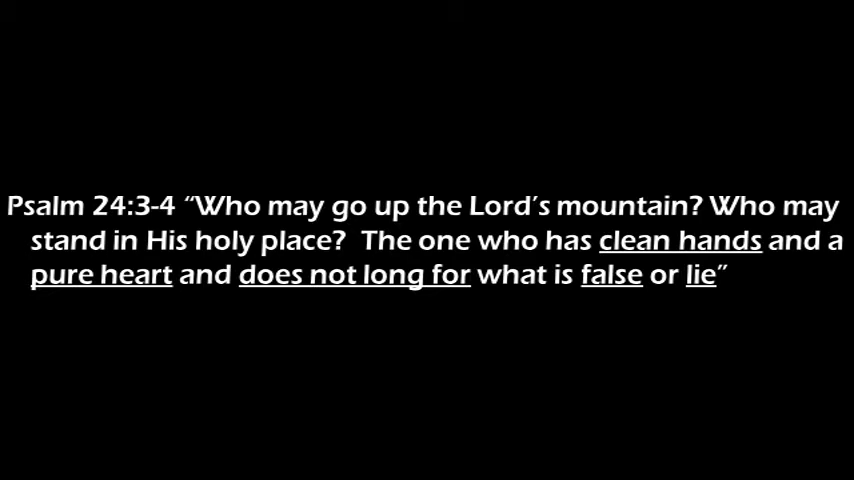 Psalm 24:3-4 “Who may go up the Lord’s mountain? Who may
stand in His holy place?  The one who has clean hands and a
pure heart and does not long for what is false or lie”